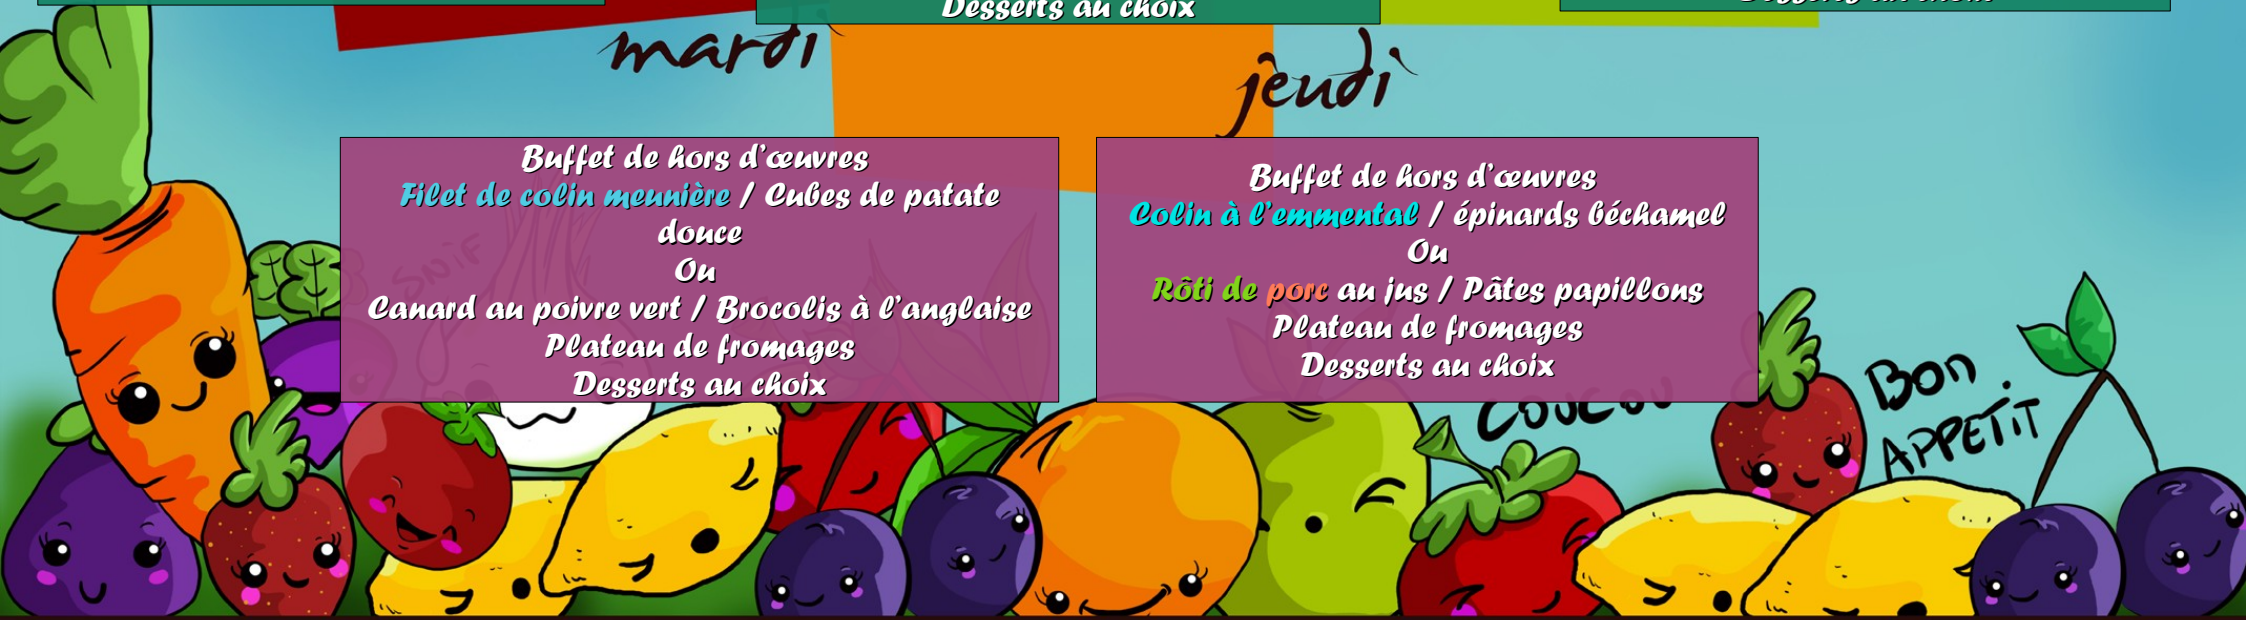 Desserts au choix
mardi
jeudi
Buffet de hors d'œuvres
Filet de colin meunière / Cubes de patate
douce
Ou
Canard au poivre vert / Brocolis à l'anglaise
Plateau de fromages
Desserts au choix
Buffet de hors d'œuvres
Colin à l'emmental / épinards béchamel
Ou
Rôti de porc au jus / Pâtes papillons
Plateau de fromages
Desserts au choix
SNIF
COUCOU
BON
APPETIT